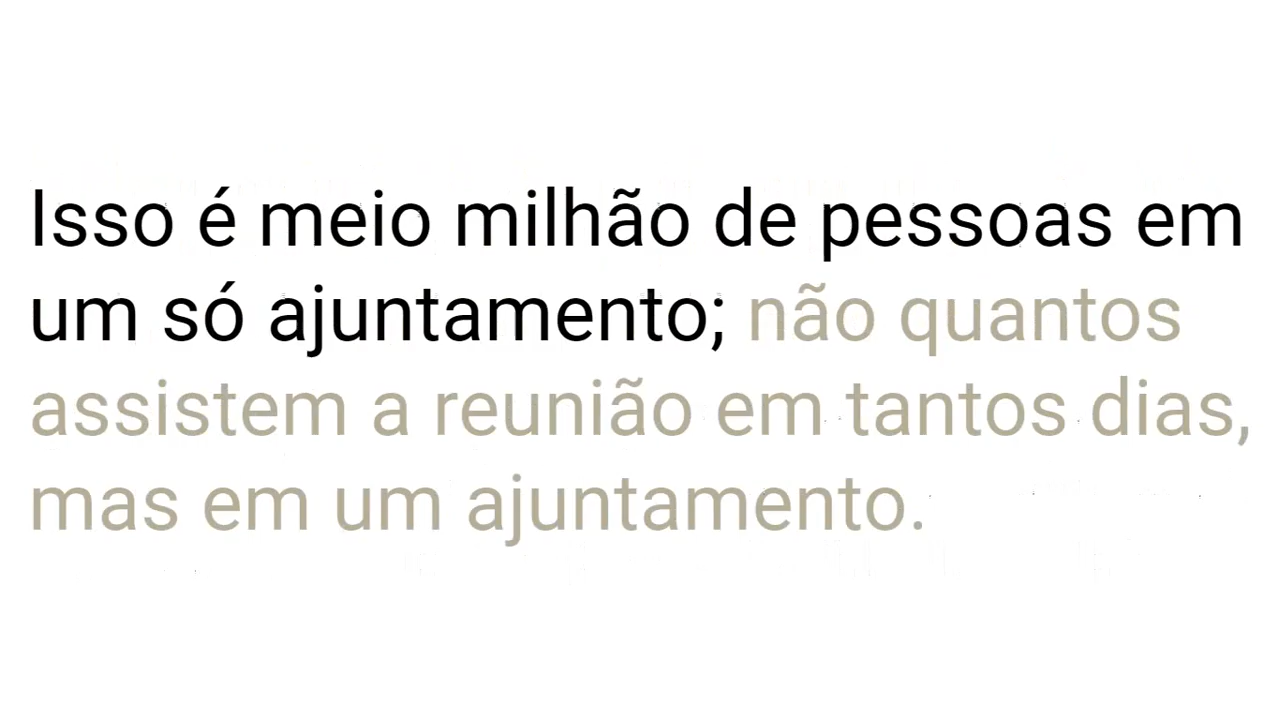 Isso é meio milhão de pessoas em
um só ajuntamento; não quantos
assistem a reunião em tantos dias,
mas em um ajuntamento.